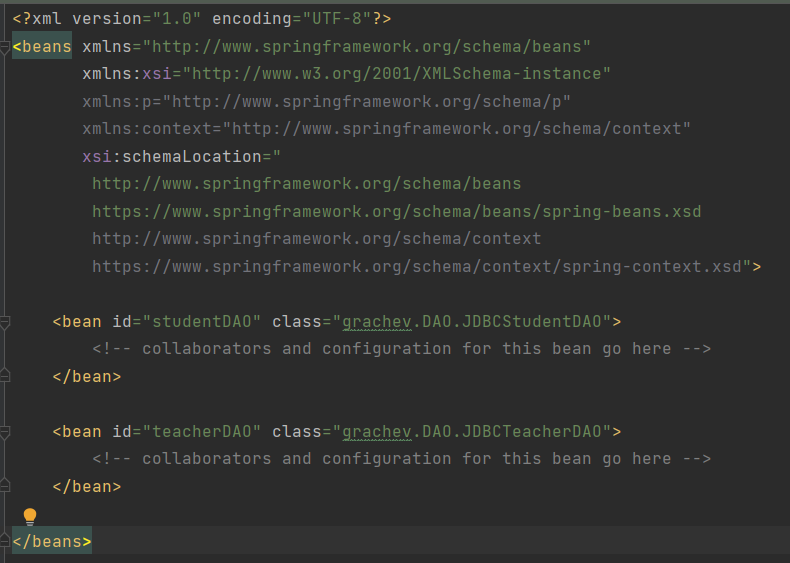 <?xml version="1.0" encoding="UTF-8"?>
<beans xmlns="http://www.springframework.org/schema/beans"
xmlns:xsi="http://www.w3.org/2001/XMLSchema-instance"
xmlns:p="http://www.springframework.org/schema/p"
xmlns:context="http://www.springframework.org/schema/context"
xsi:schemaLocation="
http://www.springframework.org/schema/beans
https://www.springframework.org/schema/beans/spring-beans.xsd
http://www.springframework.org/schema/context
https://www.springframework.org/schema/context/spring-context.xsd">
<bean id="studentDAO" class="grachev.DAO.JDBCStudentDAO">
<!-- collaborators and configuration for this bean go here -->
</bean>
<bean id="teacherDAO" class="grachev.DAO.JDBCTeacherDAO">
<!-- collaborators and configuration for this bean go here -->
</bean>
</beans>